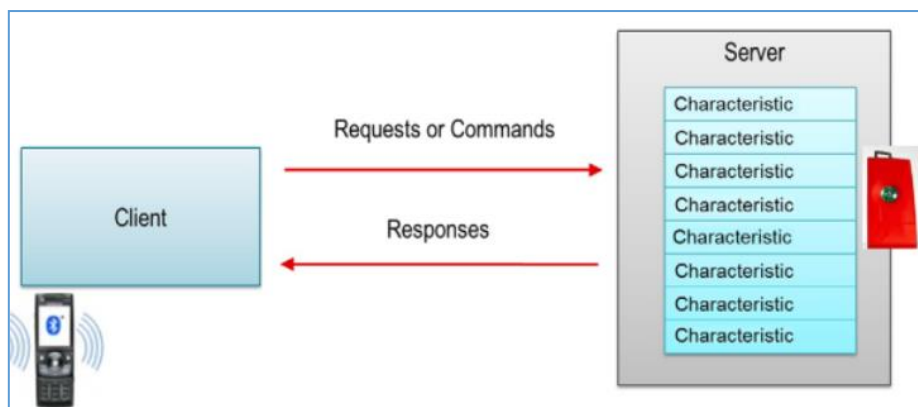 Server
Characteristic
Characteristic
Characteristic
Characteristic
Characteristic
Characteristic
Characteristic
Characteristic
Requests or Commands
Client
Responses